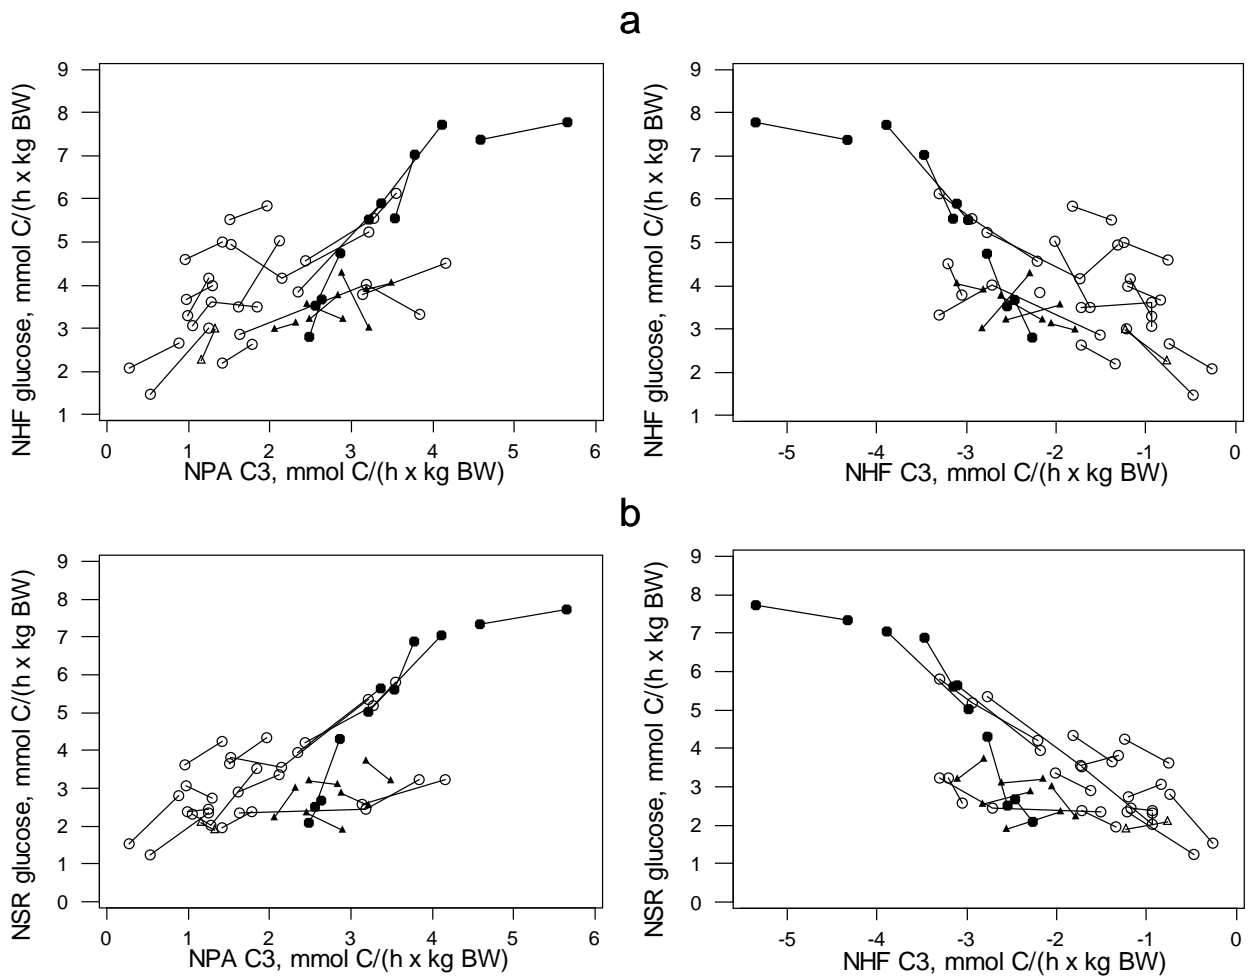 a
NHF glucose, mmol C/(h x kg BW)
9
8
7
6
5
4
3
2
1
0 1 2 3 4 5 6
NPA C3, mmol C/(h x kg BW)
NHF glucose, mmol C/(h x kg BW)
9
8
7
6
5
4
3
2
1
-5 -4 -3 -2 -1 0
NHF C3, mmol C/(h x kg BW)
b
NSR glucose, mmol C/(h x kg BW)
9
8
7
6
5
4
3
2
1
0
0 1 2 3 4 5 6
NPA C3, mmol C/(h x kg BW)
NSR glucose, mmol C/(h x kg BW)
9
8
7
6
5
4
3
2
1
0
-5 -4 -3 -2 -1 0
NHF C3, mmol C/(h x kg BW)